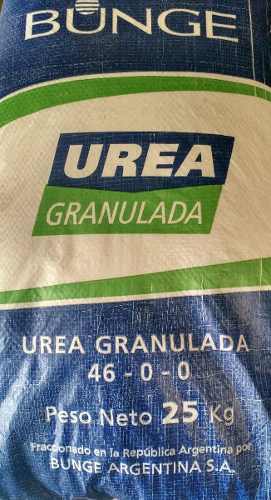 BUNGE
UREA
GRANULADA
UREA GRANULADA
46 - 0 - 0
Peso Neto 25 Kg
Fraccionado en la República Argentina por
BUNGE ARGENTINA S.A.